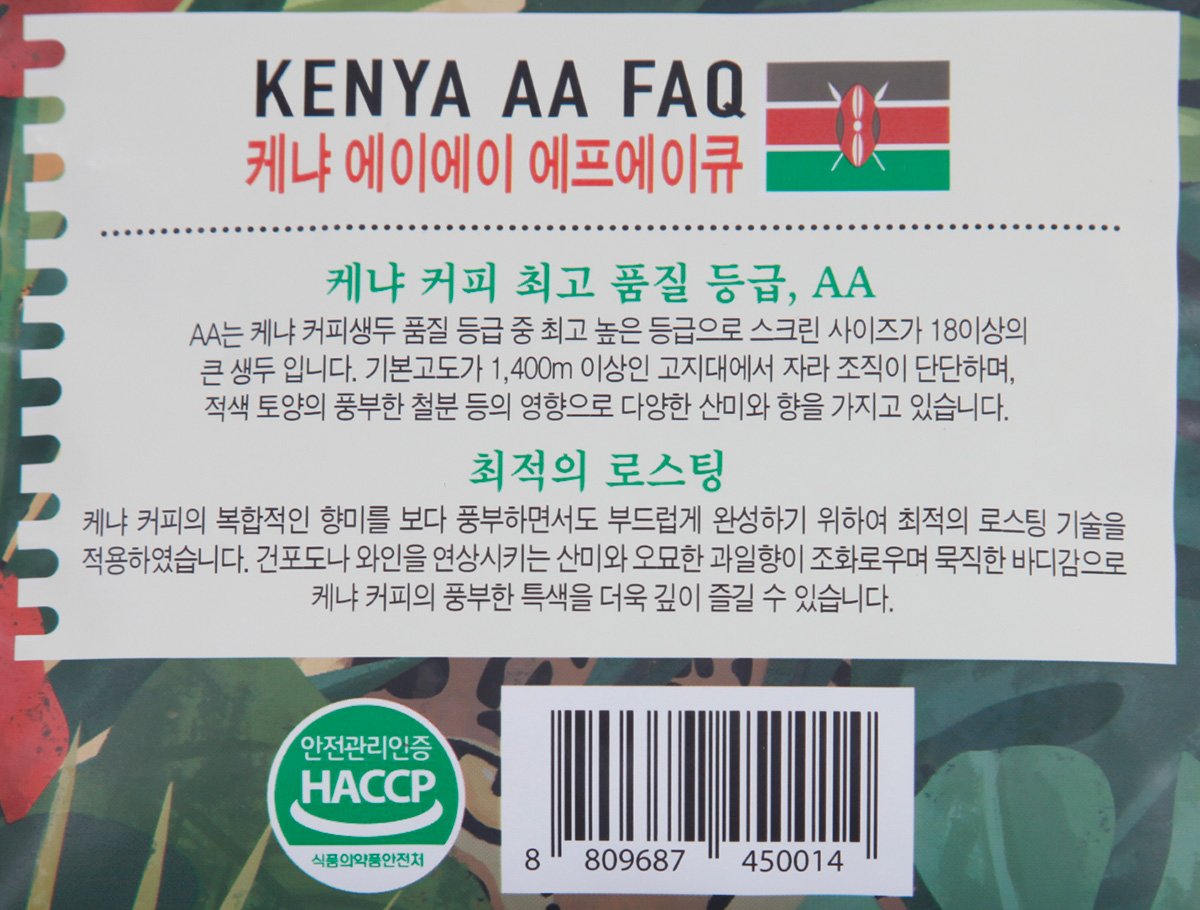 KENYA AA FAQ
케냐 에이에이 에프에이큐
케냐 커피 최고 품질 등급, AA
AA는 케냐 커피생두 품질 등급 중 최고 높은 등급으로 스크린 사이즈가 18이상의
큰 생두 입니다. 기본고도가 1,400m 이상인 고지대에서 자라 조직이 단단하며,
적색 토양의 풍부한 철분 등의 영향으로 다양한 산미와 향을 가지고 있습니다.
최적의 로스팅
케냐 커피의 복합적인 향미를 보다 풍부하면서도 부드럽게 완성하기 위하여 최적의 로스팅 기술을
적용하였습니다. 건포도나 와인을 연상시키는 산미와 오묘한 과일향이 조화로우며 묵직한 바디감으로
케냐 커피의 풍부한 특색을 더욱 깊이 즐길 수 있습니다.
안전관리인증
HACCP
식품의약품안전처
8 809687 450014